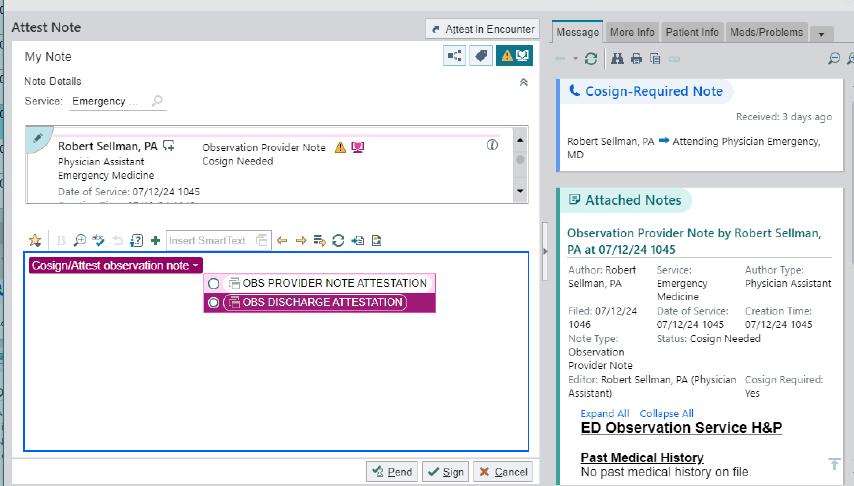 Attest Note
Attest in Encounter
My Note
Note Details
Service: Emergency ...
Robert Sellman, PA
Physician Assistant
Emergency Medicine
Date of Service: 07/12/24 1045
Observation Provider Note
Cosign Needed
B
Insert SmartText
Cosign/Attest observation note
OBS PROVIDER NOTE ATTESTATION
OBS DISCHARGE ATTESTATION
Pend
Sign
Cancel
Message
More Info
Patient Info
Meds/Problems
Cosign-Required Note
Received: 3 days ago
Robert Sellman, PA ➡ Attending Physician Emergency,
MD
Attached Notes
Observation Provider Note by Robert Sellman,
PA at 07/12/24 1045
Author: Robert
Sellman, PA
Service:
Emergency
Medicine
Author Type:
Physician Assistant
Filed: 07/12/24
1046
Date of Service:
07/12/24 1045
Creation Time:
07/12/24 1045
Note Type:
Observation
Provider Note
Status: Cosign Needed
Editor: Robert Sellman, PA (Physician
Assistant)
Cosign Required:
Yes
Expand All Collapse All
ED Observation Service H&P
Past Medical History
No past medical history on file.